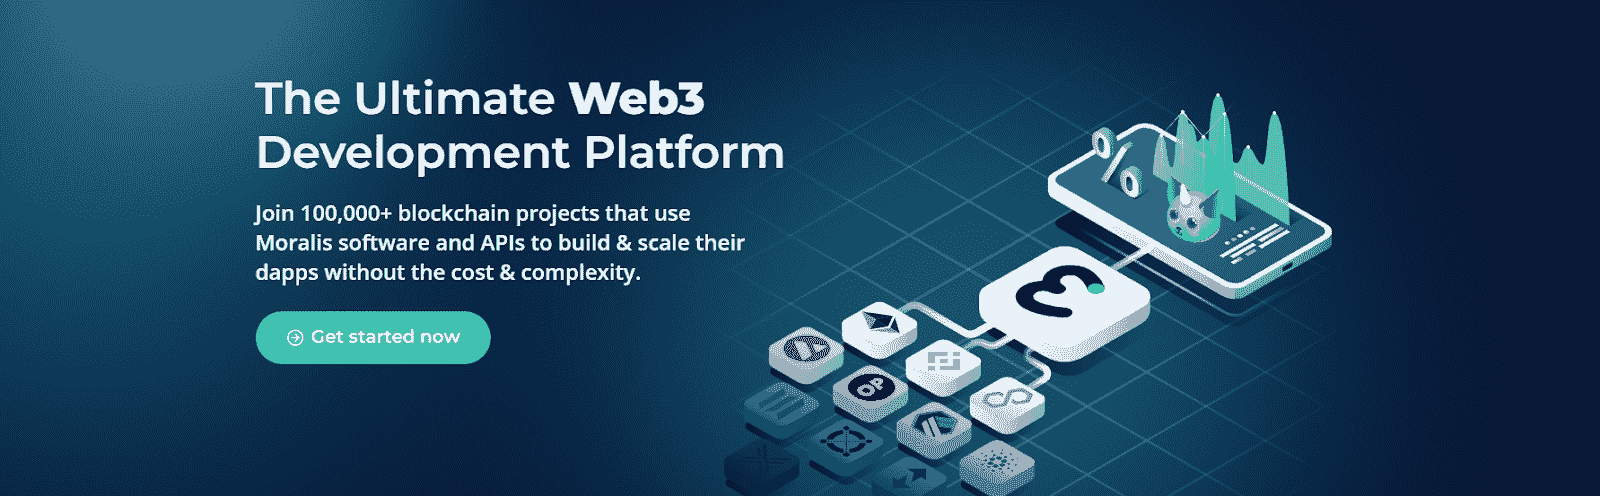 The Ultimate Web3
Development Platform
Join 100,000+ blockchain projects that use
Moralis software and APIs to build & scale their
dapps without the cost & complexity.
Get started now
%
OP